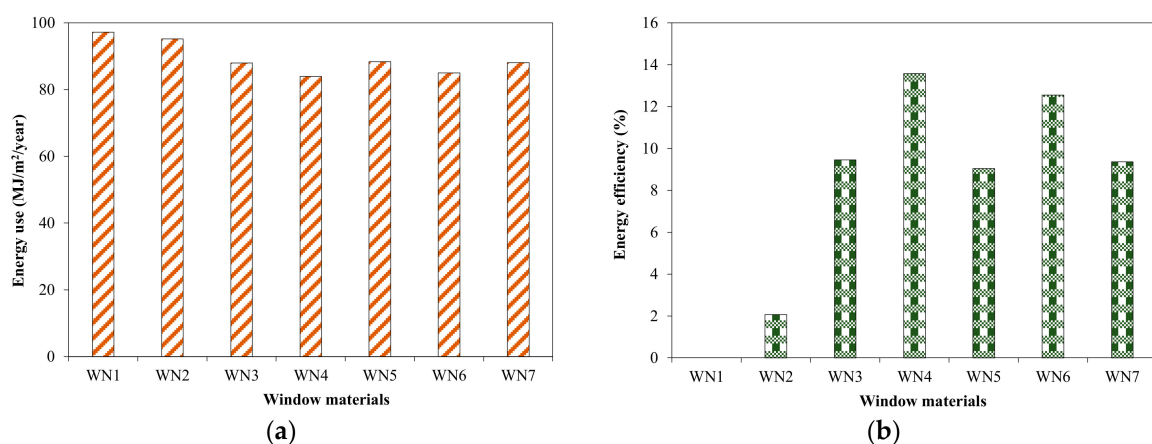 Energy use (MJ/m²/year)
100
80
60
40
20
0
WN1 WN2 WN3 WN4 WN5 WN6 WN7
Window materials
(a)
Energy efficiency (%)
16
14
12
10
8
6
4
2
0
WN1 WN2 WN3 WN4 WN5 WN6 WN7
Window materials
(b)